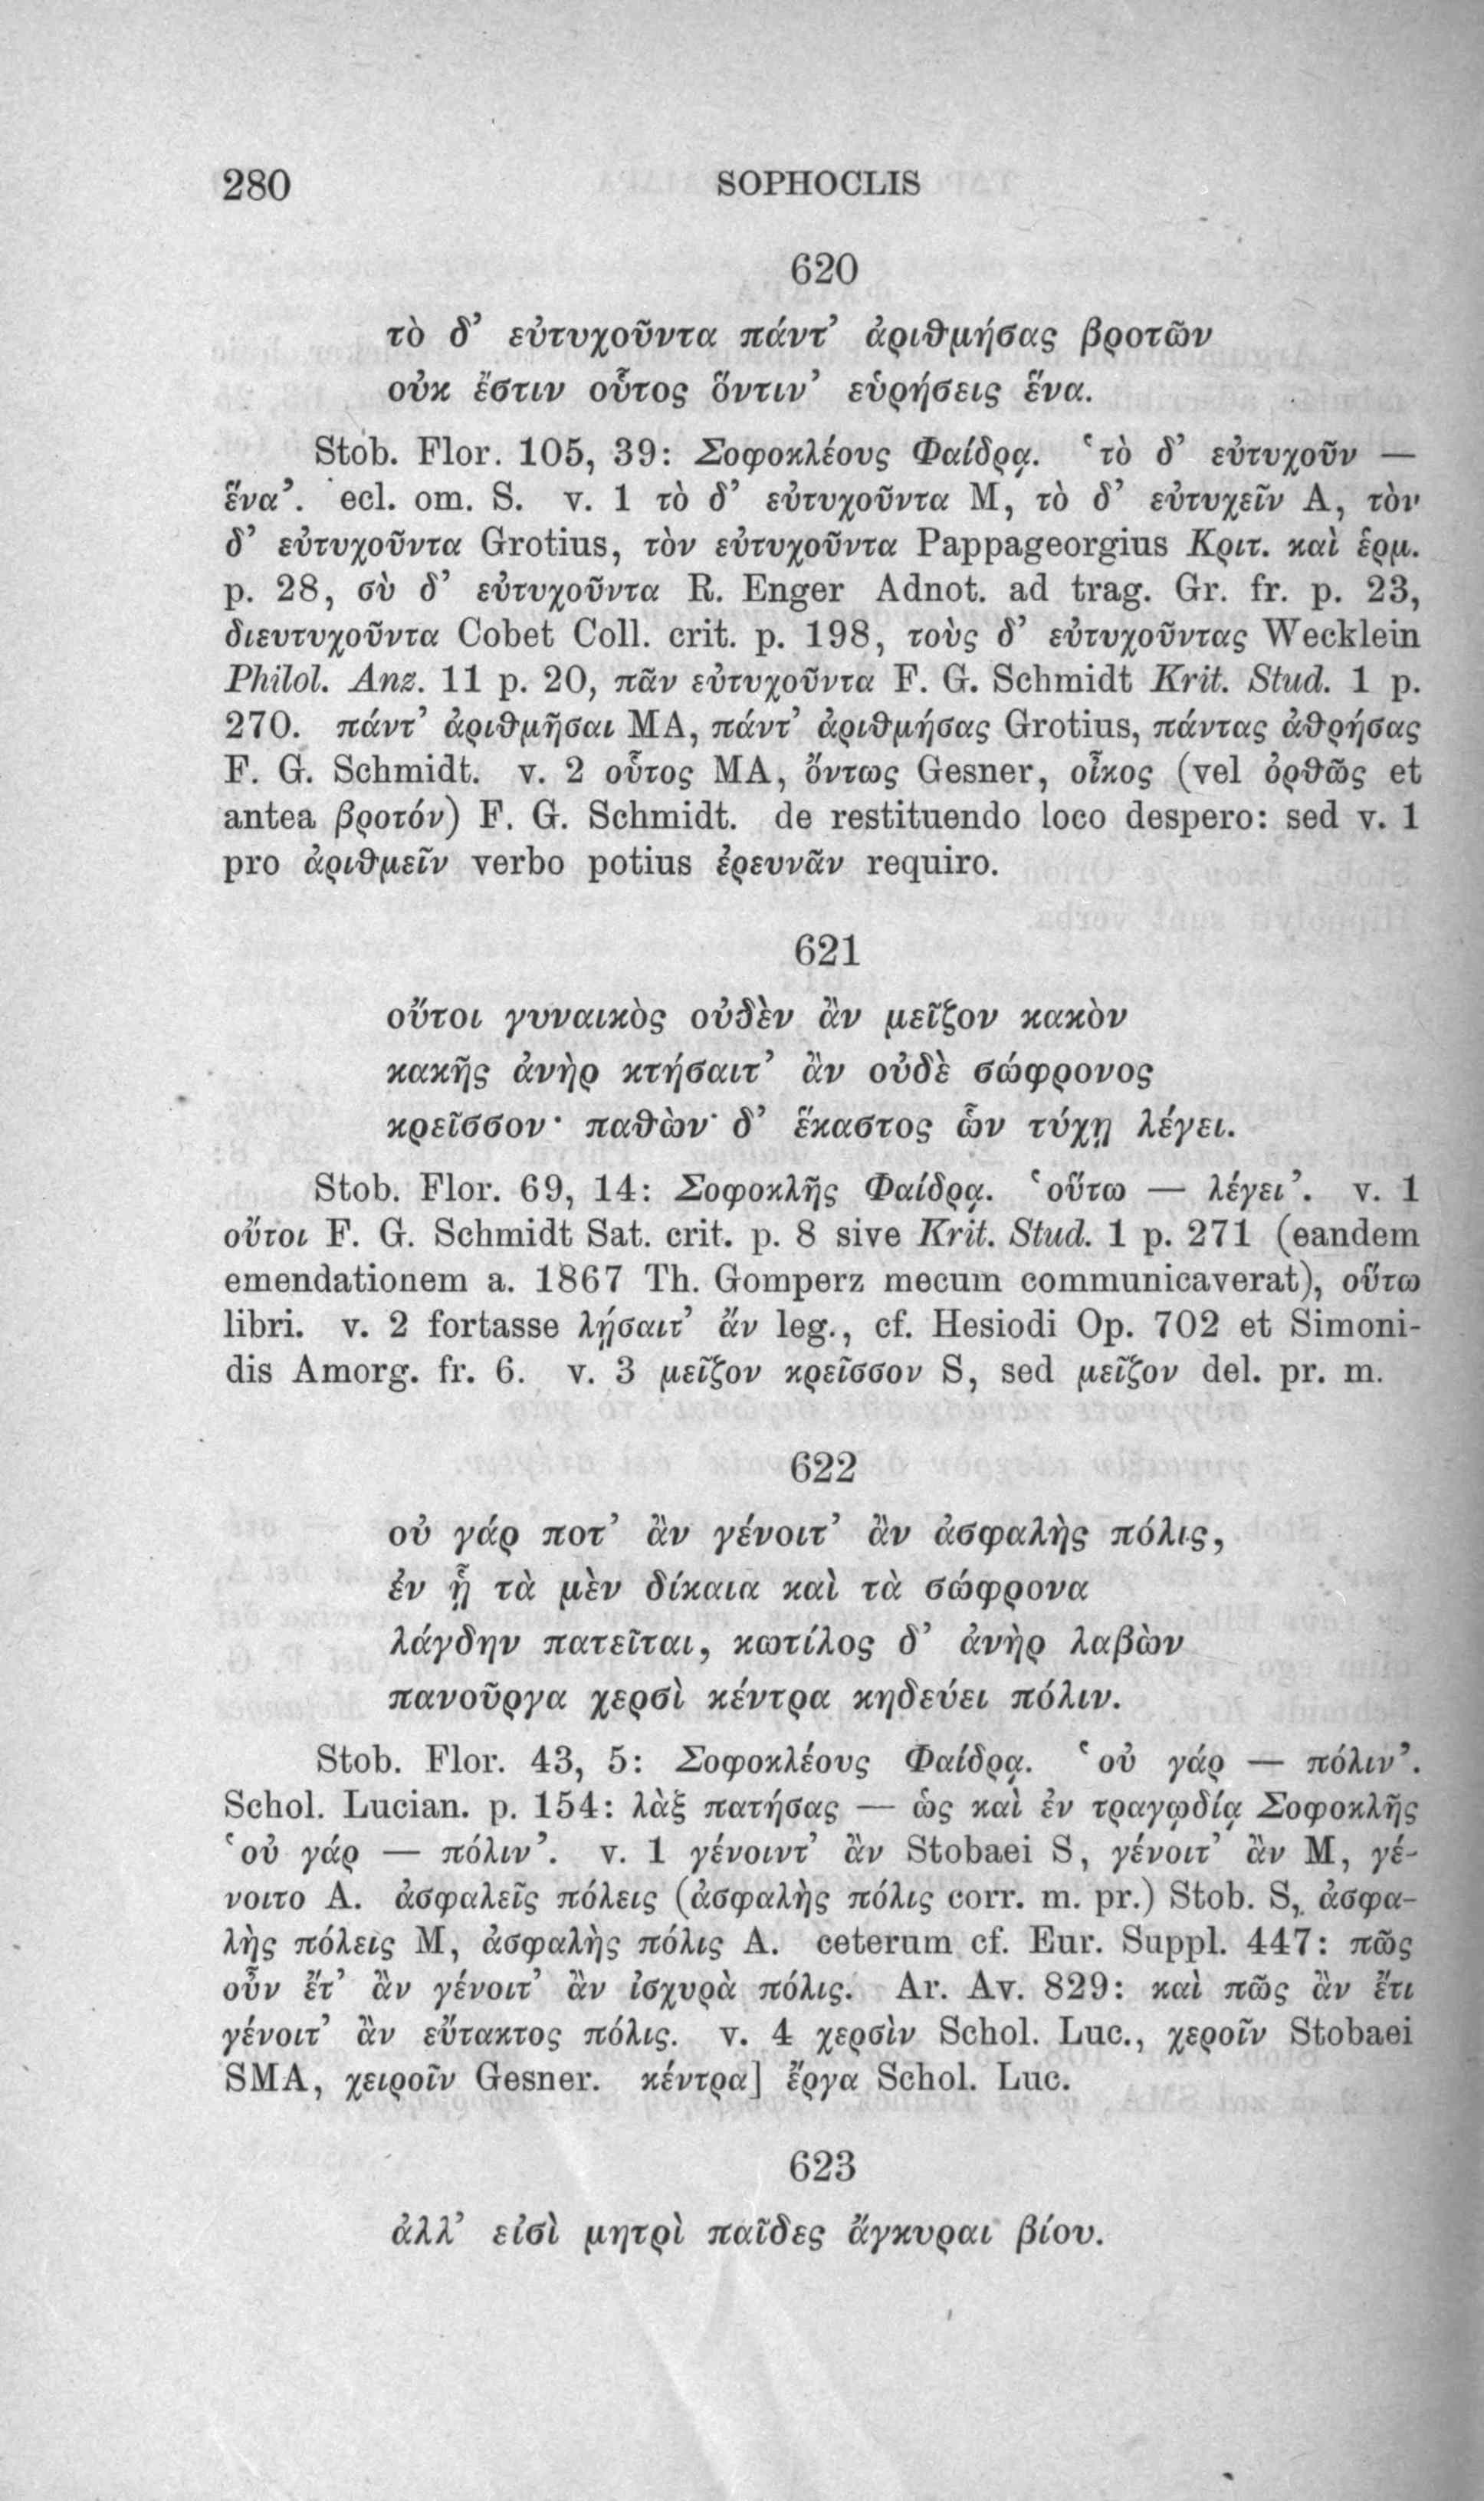 280 SOPHOCLIS
620
τὸ δ’ εὐτυχοῦντα πάντ’ ἀριθμήσας βροτῶν
οὐκ ἔστιν οὗτος ὅντιν’ εὑρήσεις ἕνα.
Stob. Flor. 105, 39: Σοφοκλέους Φαίδρᾳ. ‘τὸ δ’ εὐτυχοῦν —
ἕνα’. ecl. om. S. v. 1 τὸ δ’ εὐτυχοῦντα M, τὸ δ’ εὐτυχεῖν A, τὸν
δ’ εὐτυχοῦντα Grotius, τὸν εὐτυχοῦντα Pappageorgius Κριτ. καὶ ἑρμ.
p. 28, σὺ δ’ εὐτυχοῦντα R. Enger Adnot. ad trag. Gr. fr. p. 23,
διευτυχοῦντα Cobet Coll. crit. p. 198, τοὺς δ’ εὐτυχοῦντας Wecklein
Philol. Anz. 11 p. 20, πᾶν εὐτυχοῦντα F. G. Schmidt Krit. Stud. 1 p.
270. πάντ’ ἀριθμῆσαι MA, πάντ’ ἀριθμήσας Grotius, πάντας ἀθρήσας
F. G. Schmidt. v. 2 οὗτος MA, ὄντως Gesner, οἶκος (vel ὀρθῶς et
antea βροτόν) F. G. Schmidt. de restituendo loco despero: sed v. 1
pro ἀριθμεῖν verbo potius ἐρευνᾶν requiro.
621
οὔτοι γυναικὸς οὐδὲν ἂν μεῖζον κακὸν
κακῆς ἀνὴρ κτήσαιτ’ ἂν οὐδὲ σώφρονος
κρεῖσσον· παθὼν δ’ ἕκαστος ὧν τύχῃ λέγει.
Stob. Flor. 69, 14: Σοφοκλῆς Φαίδρᾳ. ‘οὕτω — λέγει’. v. 1
οὔτοι F. G. Schmidt Sat. crit. p. 8 sive Krit. Stud. 1 p. 271 (eandem
emendationem a. 1867 Th. Gomperz mecum communicaverat), οὕτω
libri. v. 2 fortasse λῄσαιτ’ ἄν leg., cf. Hesiodi Op. 702 et Simoni-
dis Amorg. fr. 6. v. 3 μεῖζον κρεῖσσον S, sed μεῖζον del. pr. m.
622
οὐ γάρ ποτ’ ἂν γένοιτ’ ἂν ἀσφαλὴς πόλις,
ἐν ᾗ τὰ μὲν δίκαια καὶ τὰ σώφρονα
λάγδην πατεῖται, κωτίλος δ’ ἀνὴρ λαβὼν
πανοῦργα χερσὶ κέντρα κηδεύει πόλιν.
Stob. Flor. 43, 5: Σοφοκλέους Φαίδρᾳ. ‘οὐ γάρ — πόλιν’.
Schol. Lucian. p. 154: λὰξ πατήσας — ὡς καὶ ἐν τραγῳδίᾳ Σοφοκλῆς
‘οὐ γάρ — πόλιν’. v. 1 γένοιντ’ ἂν Stobaei S, γένοιτ’ ἂν M, γέ-
νοιτο A. ἀσφαλεῖς πόλεις (ἀσφαλὴς πόλις corr. m. pr.) Stob. S, ἀσφα-
λὴς πόλεις M, ἀσφαλὴς πόλις A. ceterum cf. Eur. Suppl. 447: πῶς
οὖν ἔτ’ ἂν γένοιτ’ ἂν ἰσχυρὰ πόλις. Ar. Av. 829: καὶ πῶς ἂν ἔτι
γένοιτ’ ἂν εὔτακτος πόλις. v. 4 χερσὶν Schol. Luc., χεροῖν Stobaei
SMA, χειροῖν Gesner. κέντρα] ἔργα Schol. Luc.
623
ἀλλ’ εἰσὶ μητρὶ παῖδες ἄγκυραι βίου.